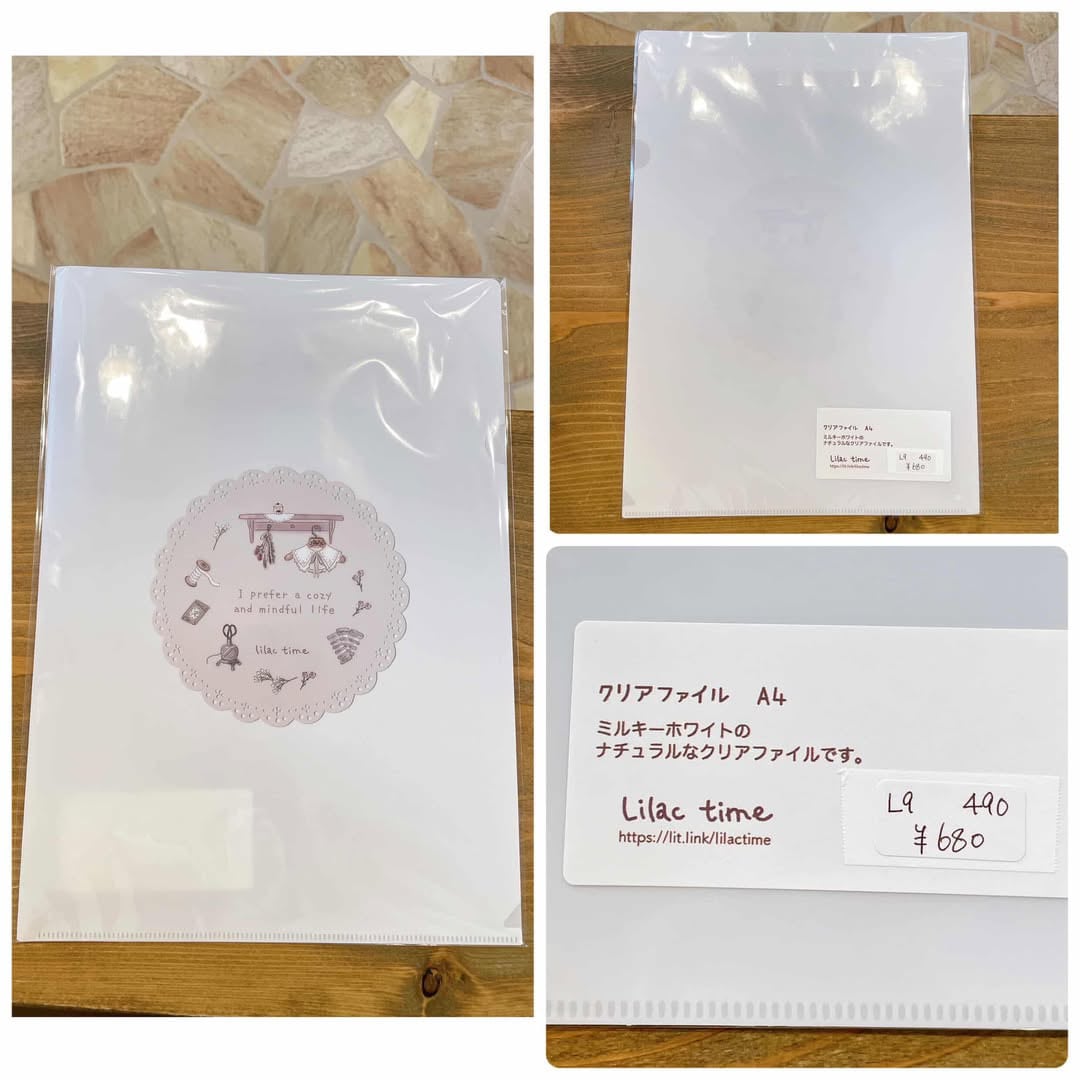 I prefer a cozy
and mindful life
lilac time
クリアファイル A4
ミルキーホワイトの
ナチュラルなクリアファイルです。
Lilac time
https://lit.link/lilactime
L9 490
¥680
クリアファイル A4
ミルキーホワイトの
ナチュラルなクリアファイルです。
Lilac time
https://lit.link/lilactime
L9 490
¥680